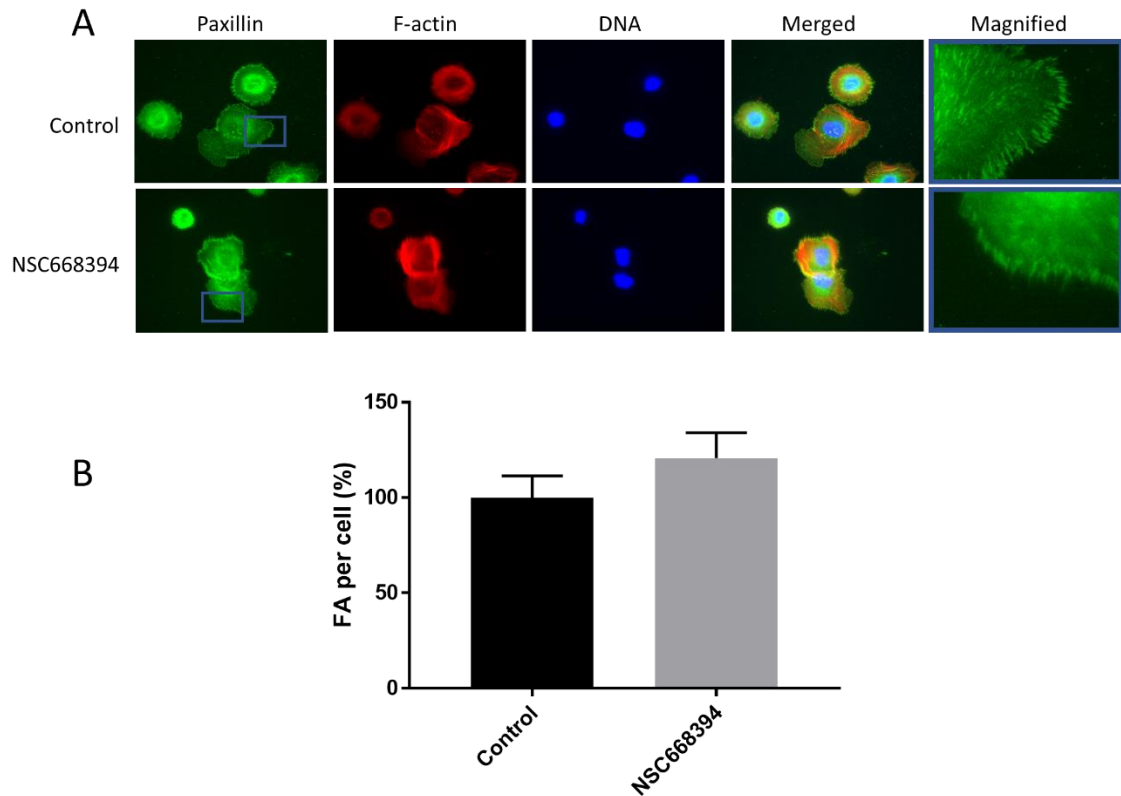 A
Paxillin F-actin DNA Merged Magnified
Control
NSC668394
B
FA per cell (%)
150
100
50
0
Control
NSC668394